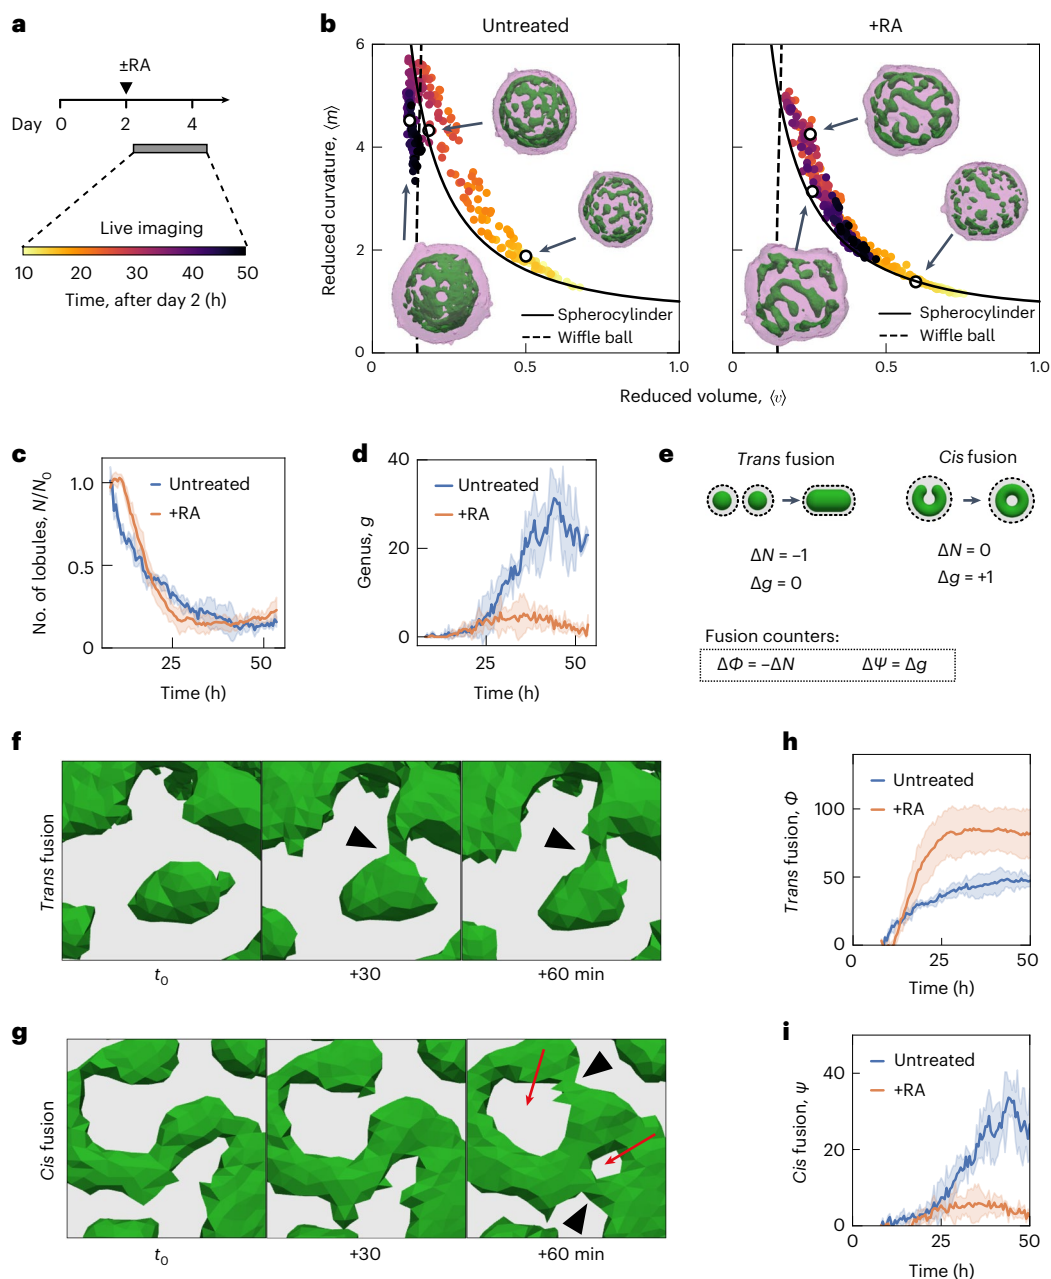 a
±RA
Day 0 2 4
Live imaging
10 20 30 40 50
Time, after day 2 (h)
b
Untreated
+RA
Reduced curvature, ⟨m⟩
6
4
2
0
Spherocylinder
Wiffle ball
0 0.5 1.0
Spherocylinder
Wiffle ball
0 0.5 1.0
Reduced volume, ⟨v⟩
c
No. of lobules, N/N₀
1.0
0.5
0
Untreated
+RA
25 50
Time (h)
d
Genus, g
40
20
0
Untreated
+RA
25 50
Time (h)
e
Trans fusion
Cis fusion
ΔN = −1
Δg = 0
ΔN = 0
Δg = +1
Fusion counters:
ΔΦ = −ΔN ΔΨ = Δg
f
Trans fusion
t₀ +30 +60 min
g
Cis fusion
t₀ +30 +60 min
h
Trans fusion, Φ
100
50
0
Untreated
+RA
0 25 50
Time (h)
i
Cis fusion, Ψ
40
20
0
Untreated
+RA
0 25 50
Time (h)